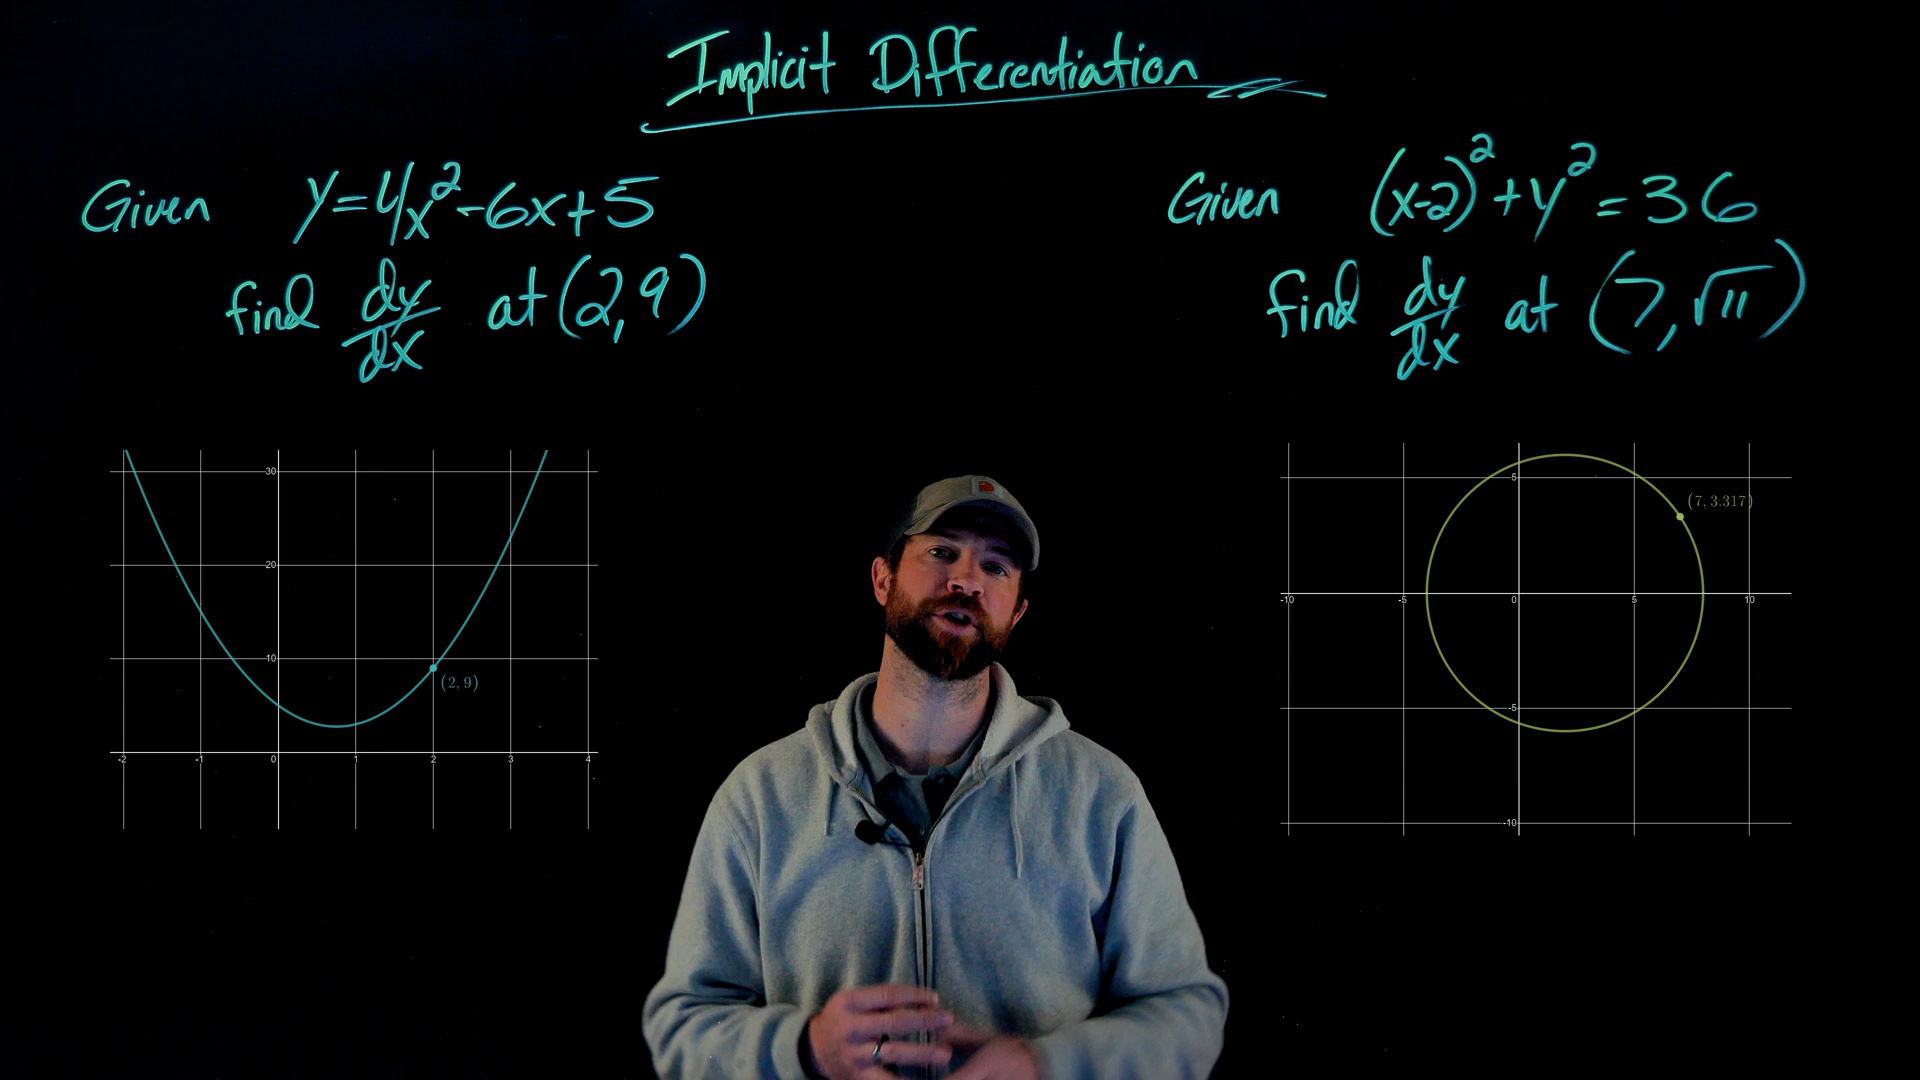 Implicit Differentiation
Given y=4x²-6x+5
find dy/dx at (2,9)
Given (x-2)²+y²=36
find dy/dx at (7,√11)
30
20
10
(2, 9)
-2 -1 0 1 2 3 4
5
(7, 3.317)
-10 -5 0 5 10
-5
-10